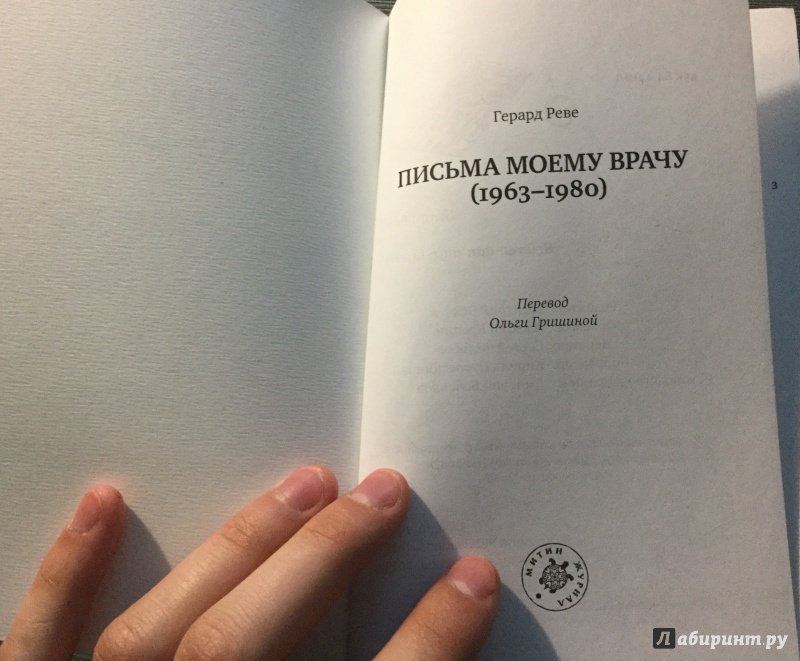 Герард Реве
ПИСЬМА МОЕМУ ВРАЧУ
(1963–1980)
3
Перевод
Ольги Гришиной
МИТИН ЖУРНАЛ
Лабиринт.ру